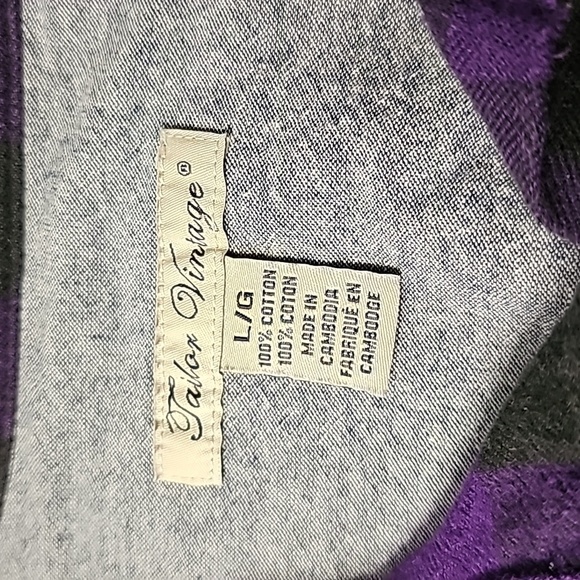 Tailor Vintage ®
L/G
100% COTTON
100% COTON
MADE IN
CAMBODIA
FABRIQUÉ EN
CAMBODGE